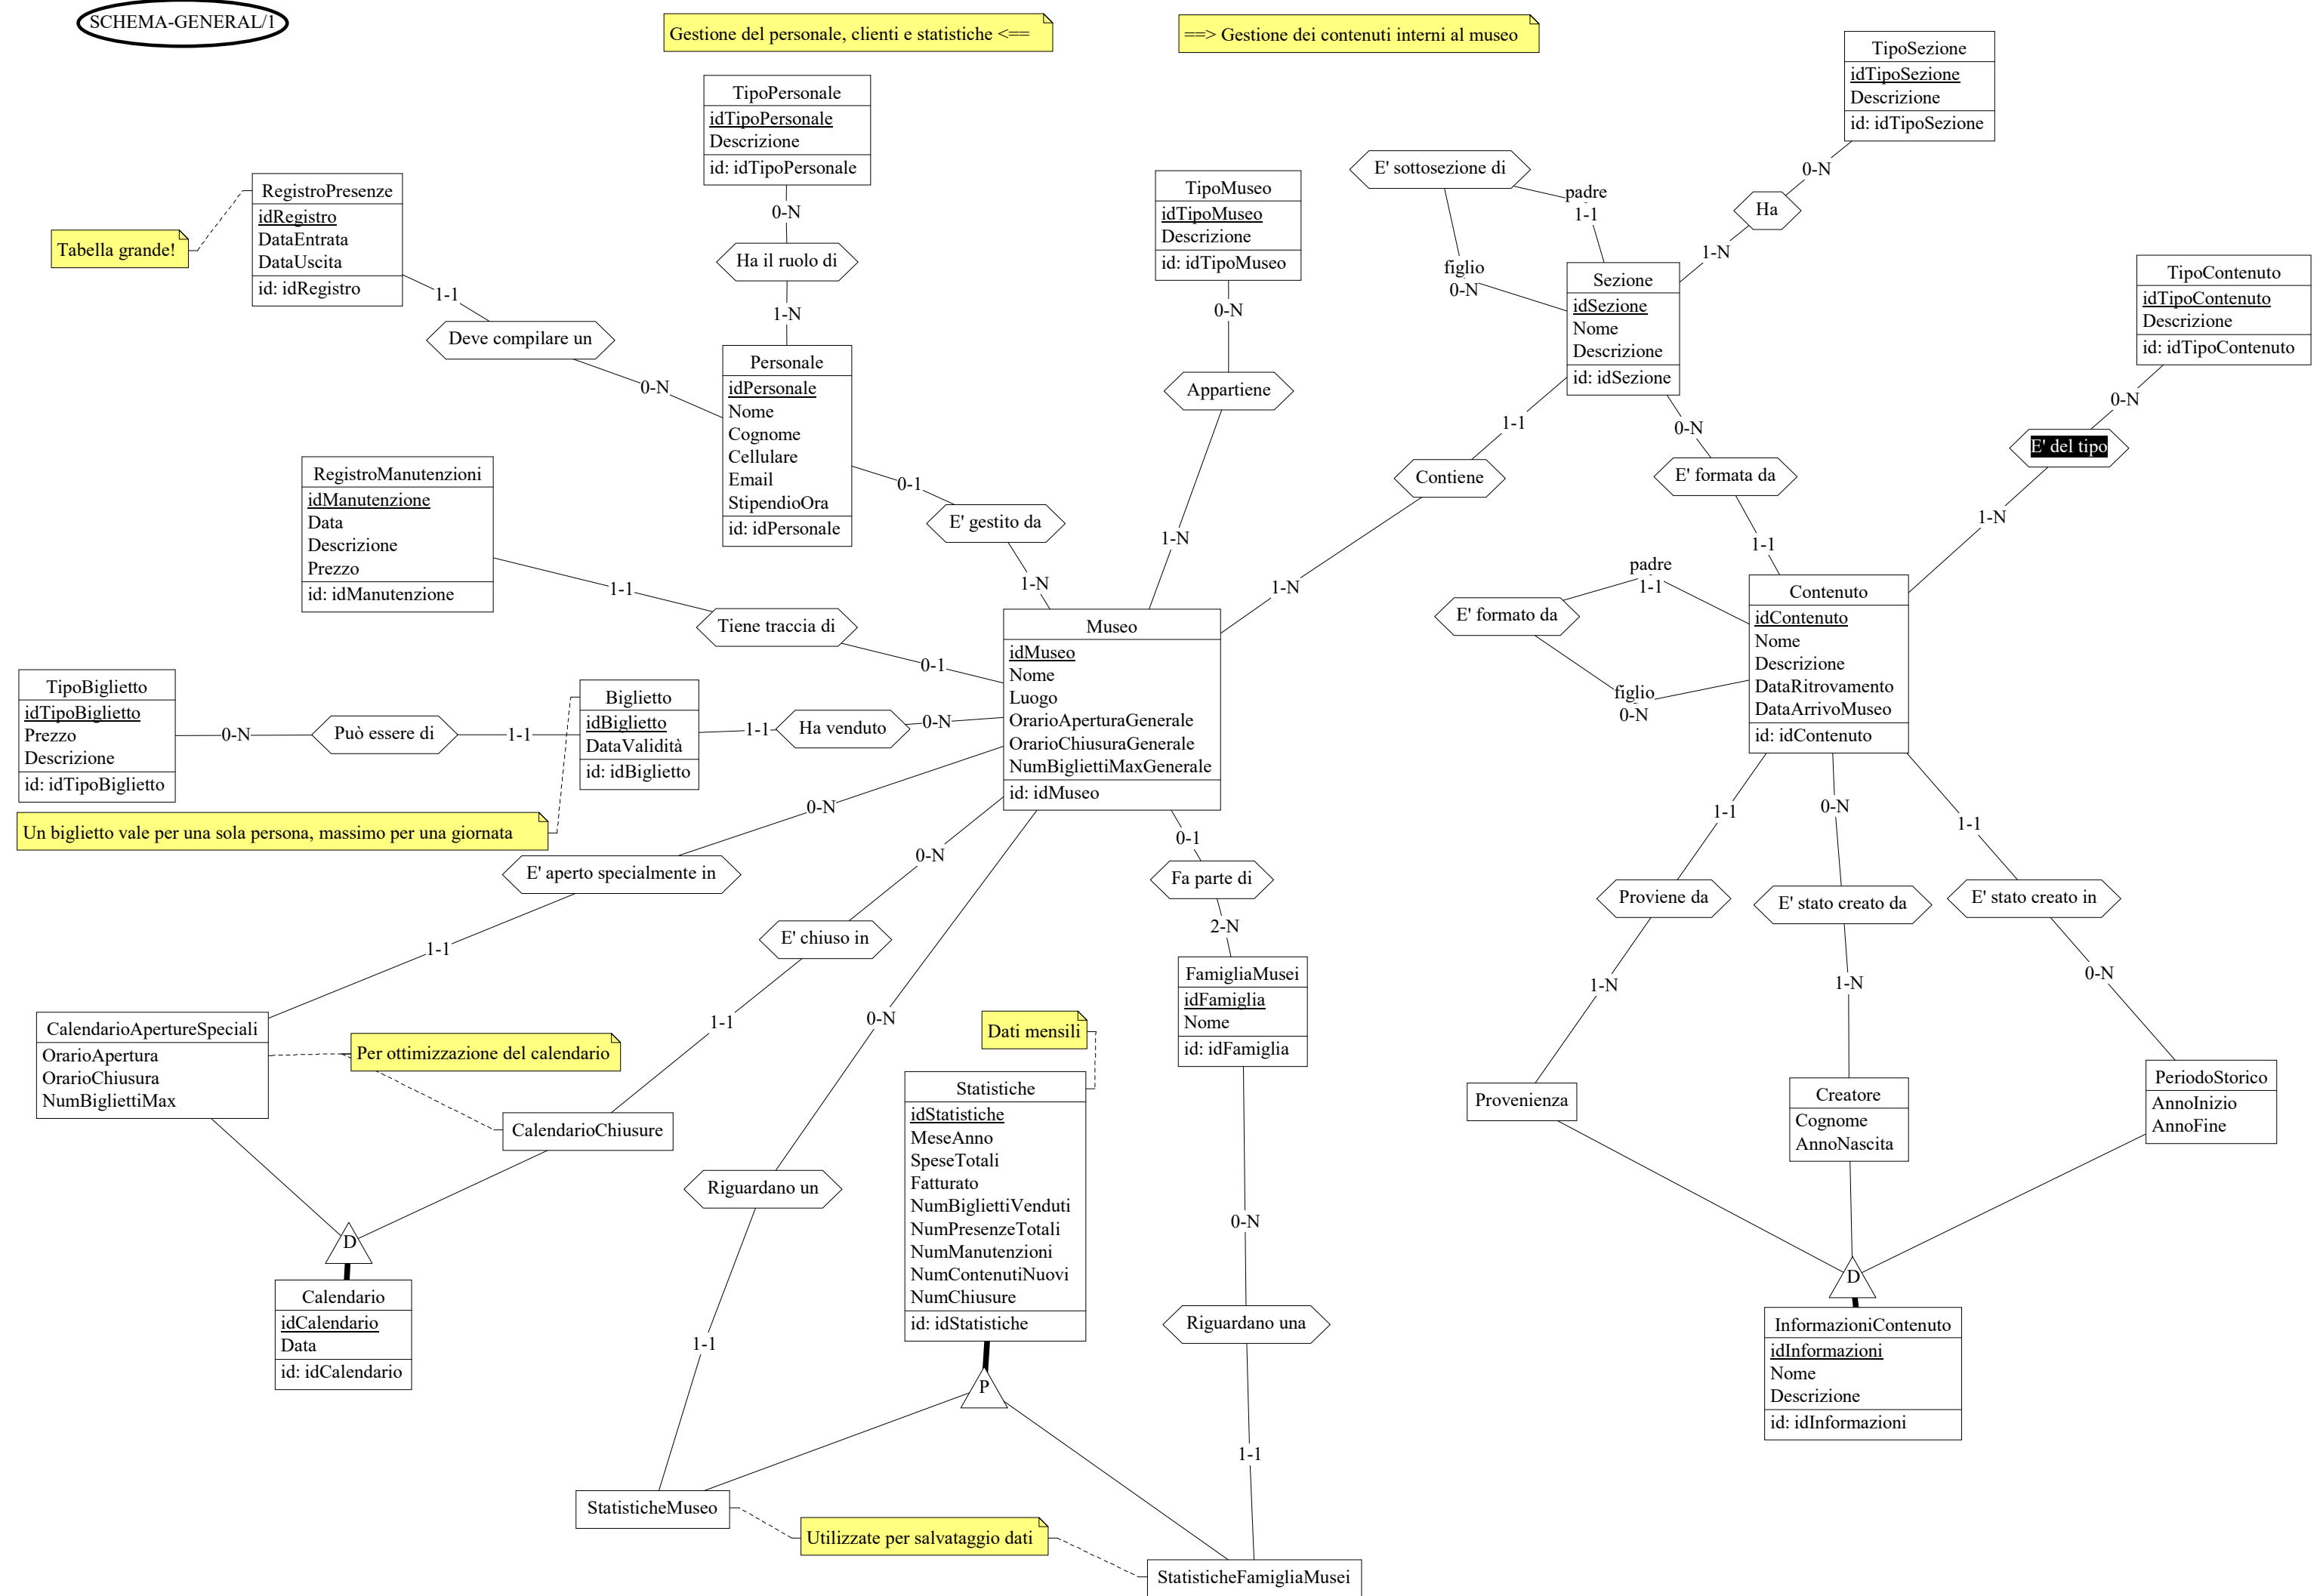 SCHEMA-GENERAL/1
Gestione del personale, clienti e statistiche <==
==> Gestione dei contenuti interni al museo
TipoSezione
idTipoSezione
Descrizione
id: idTipoSezione
TipoPersonale
idTipoPersonale
Descrizione
id: idTipoPersonale
0-N
Ha il ruolo di
1-N
RegistroPresenze
idRegistro
DataEntrata
DataUscita
id: idRegistro
Tabella grande!
1-1
Deve compilare un
0-N
Personale
idPersonale
Nome
Cognome
Cellulare
Email
StipendioOra
id: idPersonale
0-1
E' gestito da
1-N
TipoMuseo
idTipoMuseo
Descrizione
id: idTipoMuseo
0-N
Appartiene
1-N
E' sottosezione di
padre
1-1
figlio
0-N
0-N
Ha
1-N
Sezione
idSezione
Nome
Descrizione
id: idSezione
1-1
Contiene
1-N
0-N
E' formata da
1-1
TipoContenuto
idTipoContenuto
Descrizione
id: idTipoContenuto
0-N
E' del tipo
1-N
RegistroManutenzioni
idManutenzione
Data
Descrizione
Prezzo
id: idManutenzione
1-1
Tiene traccia di
0-1
Museo
idMuseo
Nome
Luogo
OrarioAperturaGenerale
OrarioChiusuraGenerale
NumBigliettiMaxGenerale
id: idMuseo
padre
1-1
E' formato da
figlio
0-N
Contenuto
idContenuto
Nome
Descrizione
DataRitrovamento
DataArrivoMuseo
id: idContenuto
TipoBiglietto
idTipoBiglietto
Prezzo
Descrizione
id: idTipoBiglietto
0-N
Può essere di
1-1
Biglietto
idBiglietto
DataValidità
id: idBiglietto
1-1
Ha venduto
0-N
Un biglietto vale per una sola persona, massimo per una giornata
0-N
E' aperto specialmente in
1-1
0-N
E' chiuso in
1-1
0-N
Riguardano un
1-1
0-1
Fa parte di
2-N
FamigliaMusei
idFamiglia
Nome
id: idFamiglia
0-N
Riguardano una
1-1
1-1
Proviene da
1-N
0-N
E' stato creato da
1-N
1-1
E' stato creato in
0-N
CalendarioApertureSpeciali
OrarioApertura
OrarioChiusura
NumBigliettiMax
Per ottimizzazione del calendario
CalendarioChiusure
D
Calendario
idCalendario
Data
id: idCalendario
Dati mensili
Statistiche
idStatistiche
MeseAnno
SpeseTotali
Fatturato
NumBigliettiVenduti
NumPresenzeTotali
NumManutenzioni
NumContenutiNuovi
NumChiusure
id: idStatistiche
P
Provenienza
Creatore
Cognome
AnnoNascita
PeriodoStorico
AnnoInizio
AnnoFine
D
InformazioniContenuto
idInformazioni
Nome
Descrizione
id: idInformazioni
StatisticheMuseo
Utilizzate per salvataggio dati
StatisticheFamigliaMusei